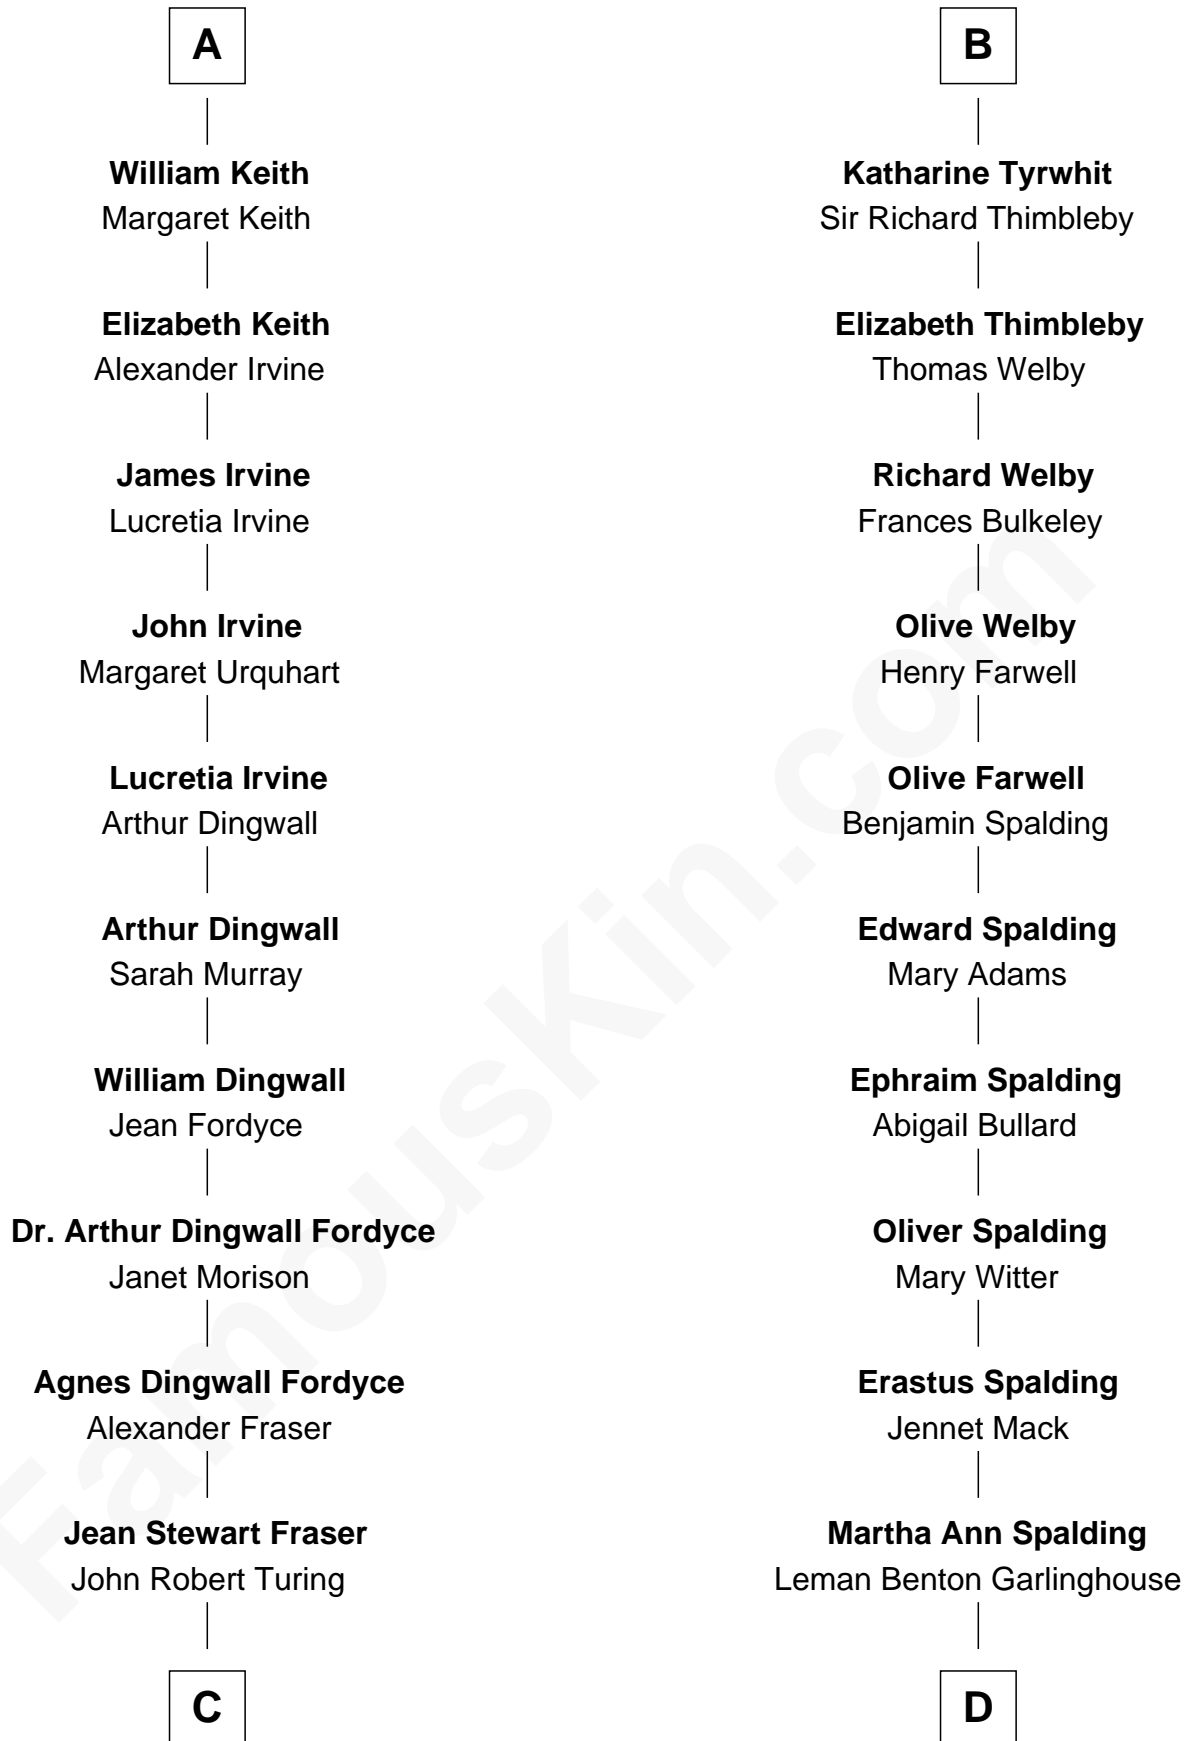 A
William Keith
Margaret Keith
Elizabeth Keith
Alexander Irvine
James Irvine
Lucretia Irvine
John Irvine
Margaret Urquhart
Lucretia Irvine
Arthur Dingwall
Arthur Dingwall
Sarah Murray
William Dingwall
Jean Fordyce
Dr. Arthur Dingwall Fordyce
Janet Morison
Agnes Dingwall Fordyce
Alexander Fraser
Jean Stewart Fraser
John Robert Turing
C
B
Katharine Tyrwhit
Sir Richard Thimbleby
Elizabeth Thimbleby
Thomas Welby
Richard Welby
Frances Bulkeley
Olive Welby
Henry Farwell
Olive Farwell
Benjamin Spalding
Edward Spalding
Mary Adams
Ephraim Spalding
Abigail Bullard
Oliver Spalding
Mary Witter
Erastus Spalding
Jennet Mack
Martha Ann Spalding
Leman Benton Garlinghouse
D
FamousKin.com